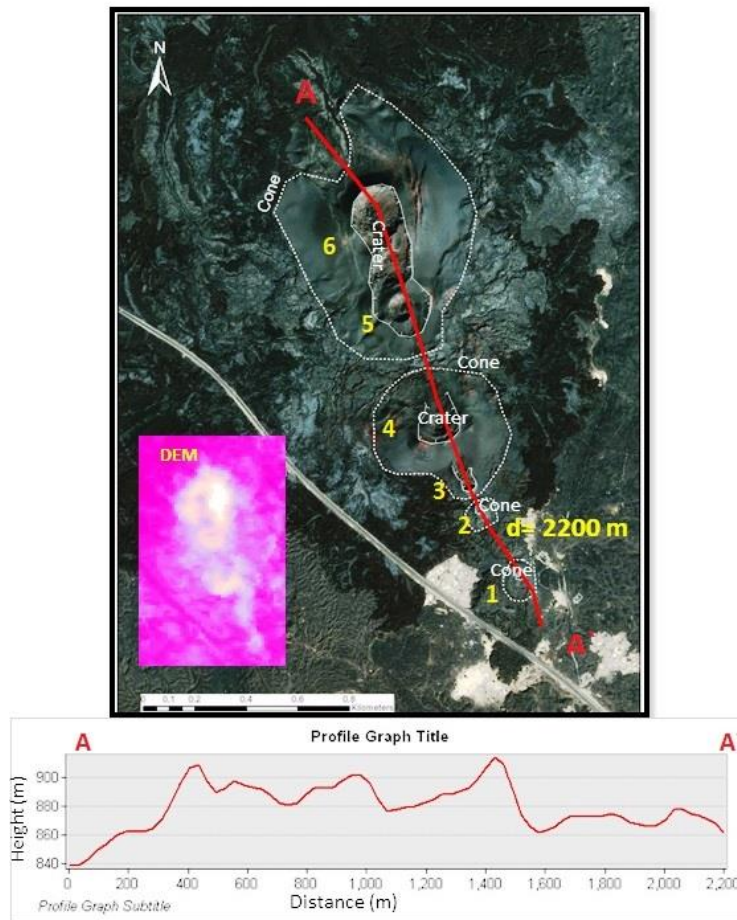 N
A
Cone
6
Crater
5
Cone
4
Crater
3
Cone
2
d= 2200 m
Cone
1
A`
DEM
0 0.1 0.2 0.4 0.6 0.8
Kilometers
A
Profile Graph Title
A
Height (m)
900
880
860
840
0 200 400 600 800 1,000 1,200 1,400 1,600 1,800 2,000 2,200
Distance (m)
Profile Graph Subtitle